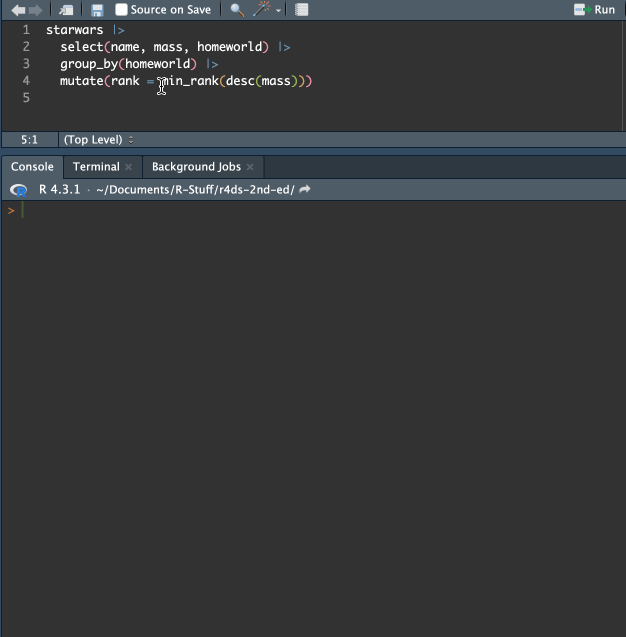 Source on Save Run
1 starwars |>
2 select(name, mass, homeworld) |>
3 group_by(homeworld) |>
4 mutate(rank = min_rank(desc(mass)))
5
5:1 (Top Level)
Console Terminal × Background Jobs ×
R 4.3.1 · ~/Documents/R-Stuff/r4ds-2nd-ed/
>